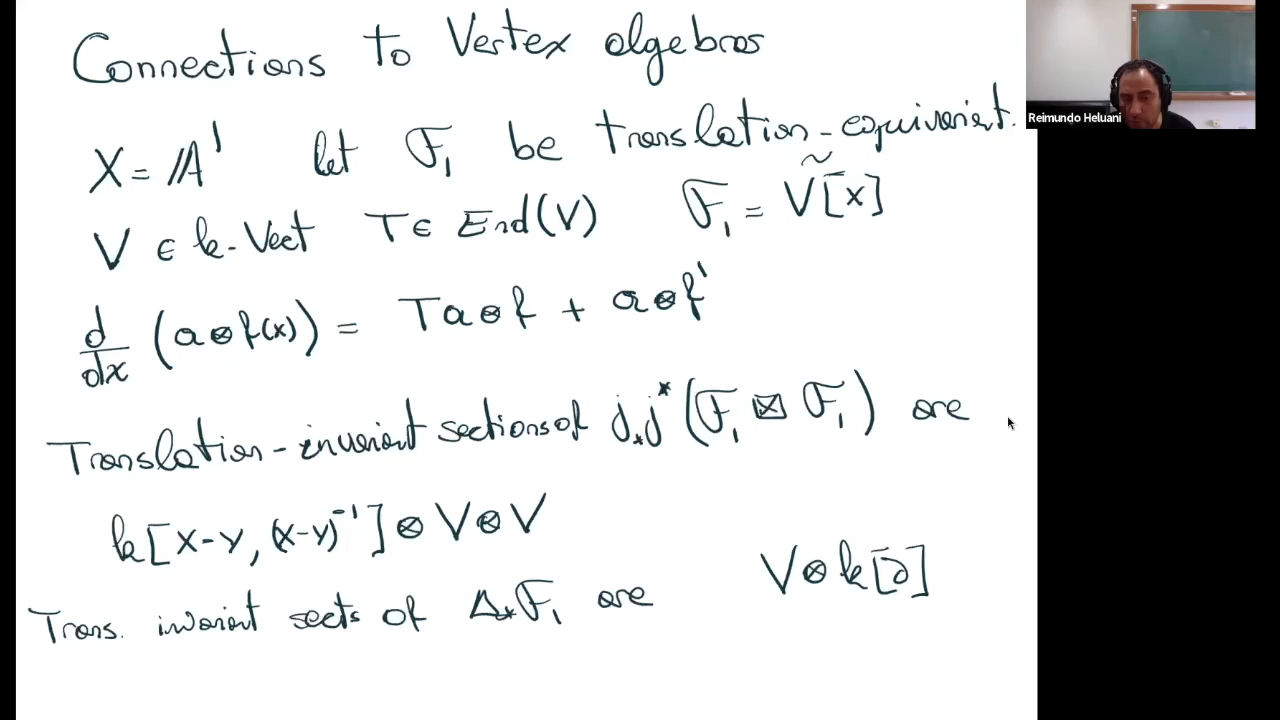 Connections to Vertex algebras
X = 𝔸¹ let ℱ₁ be translation-equivariant.
V ∈ k-Vect T ∈ End(V) ℱ₁ = Ṽ[x]
d/dx (a⊗f(x)) = Ta⊗f + a⊗f'
Translation-invariant sections of j₊j*(ℱ₁ ⊠ ℱ₁) are
k[x-y, (x-y)⁻¹] ⊗ V⊗V
Trans. invariant sects of Δ₊ℱ₁ are V⊗k[∂]
Reimundo Heluani